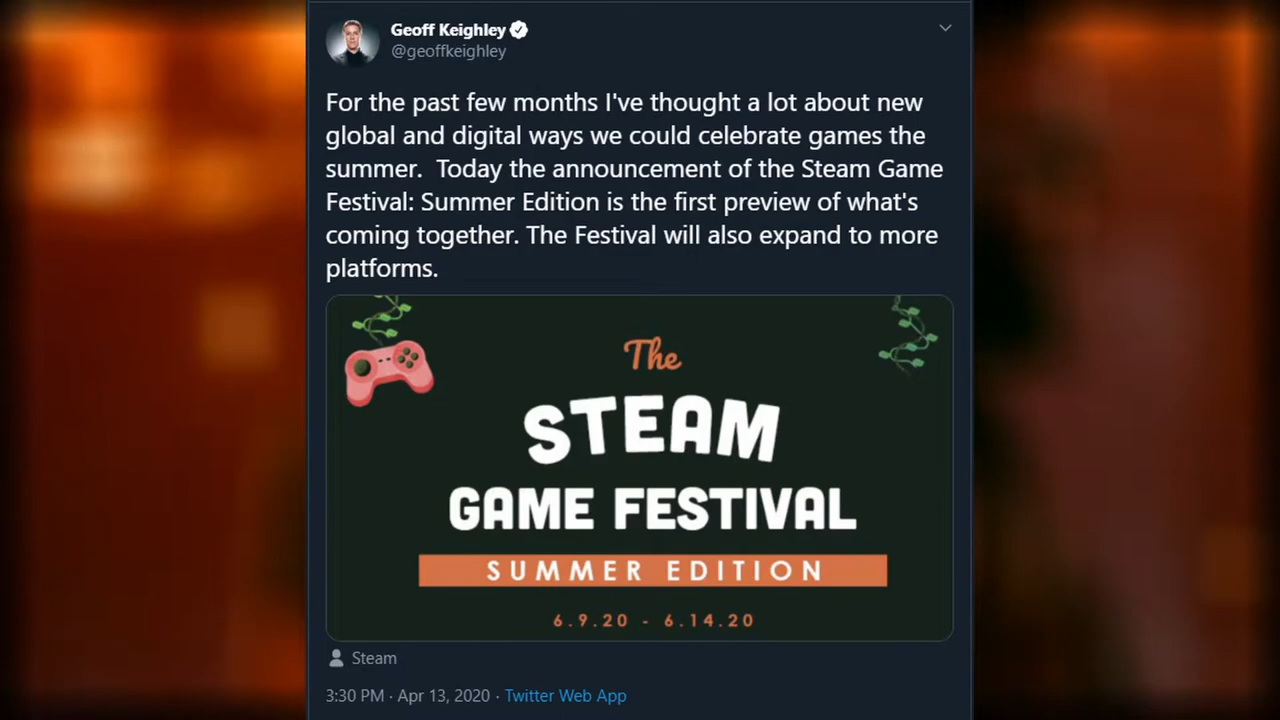 Geoff Keighley
@geoffkeighley
For the past few months I've thought a lot about new
global and digital ways we could celebrate games the
summer.  Today the announcement of the Steam Game
Festival: Summer Edition is the first preview of what's
coming together. The Festival will also expand to more
platforms.
The
STEAM
GAME FESTIVAL
SUMMER EDITION
6.9.20 - 6.14.20
Steam
3:30 PM · Apr 13, 2020 · Twitter Web App